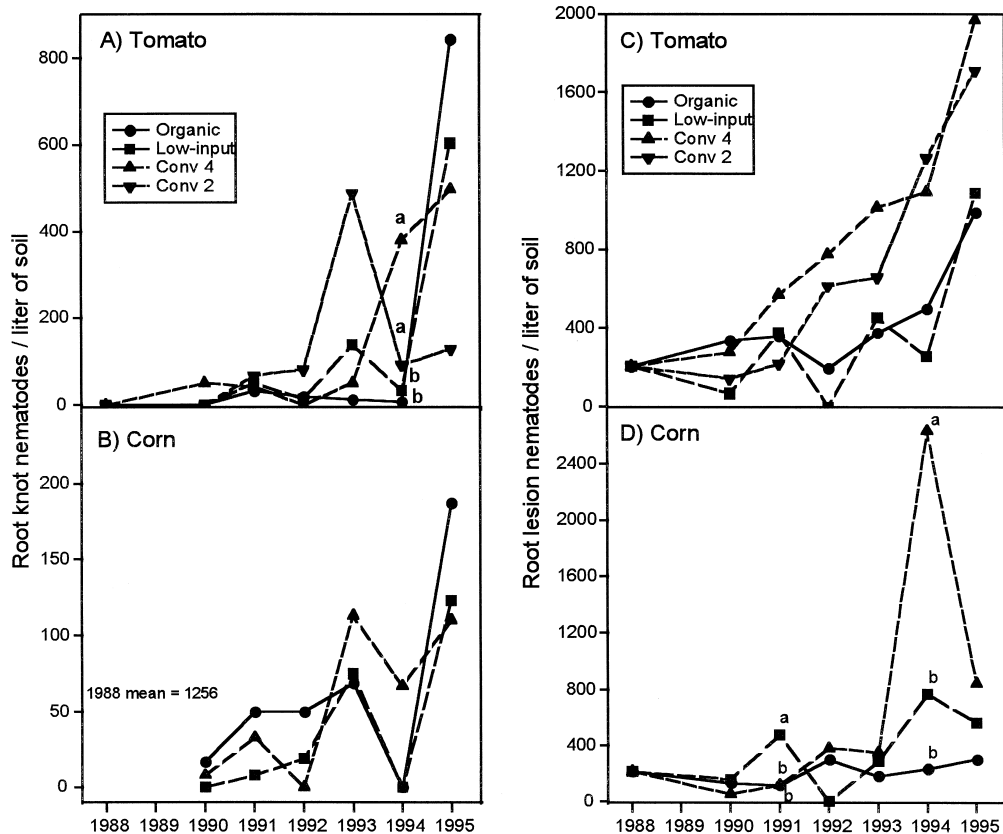 A) Tomato
Organic
Low-input
Conv 4
Conv 2
800
600
400
200
0
a
a
b
b
Root knot nematodes / liter of soil
B) Corn
200
150
100
50
0
1988 mean = 1256
1988 1989 1990 1991 1992 1993 1994 1995
C) Tomato
Organic
Low-input
Conv 4
Conv 2
2000
1600
1200
800
400
0
Root lesion nematodes / liter of soil
D) Corn
2400
2000
1600
1200
800
400
0
a
b
b
a
b
b
1988 1989 1990 1991 1992 1993 1994 1995